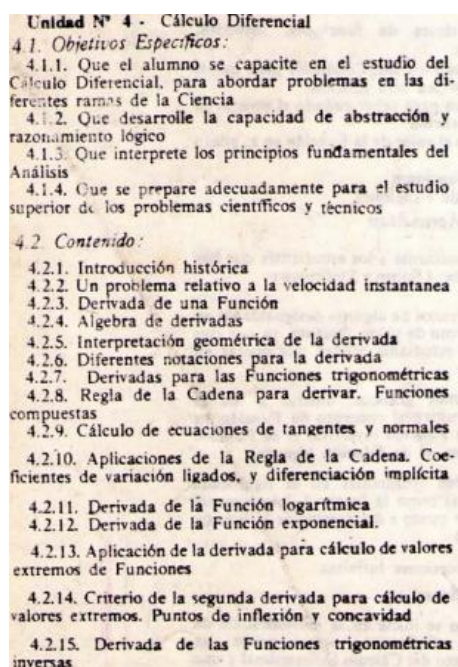 Unidad Nº 4 - Cálculo Diferencial
4.1. Objetivos Específicos:
4.1.1. Que el alumno se capacite en el estudio del
Cálculo Diferencial, para abordar problemas en las di-
ferentes ramas de la Ciencia
4.1.2. Que desarrolle la capacidad de abstracción y
razonamiento lógico
4.1.3. Que interprete los principios fundamentales del
Análisis
4.1.4. Que se prepare adecuadamente para el estudio
superior de los problemas científicos y técnicos
4.2. Contenido:
4.2.1. Introducción histórica
4.2.2. Un problema relativo a la velocidad instantanea
4.2.3. Derivada de una Función
4.2.4. Algebra de derivadas
4.2.5. Interpretación geométrica de la derivada
4.2.6. Diferentes notaciones para la derivada
4.2.7. Derivadas para las Funciones trigonométricas
4.2.8. Regla de la Cadena para derivar. Funciones
compuestas
4.2.9. Cálculo de ecuaciones de tangentes y normales
4.2.10. Aplicaciones de la Regla de la Cadena. Coe-
ficientes de variación ligados, y diferenciación implícita
4.2.11. Derivada de la Función logarítmica
4.2.12. Derivada de la Función exponencial.
4.2.13. Aplicación de la derivada para cálculo de valores
extremos de Funciones
4.2.14. Criterio de la segunda derivada para cálculo de
valores extremos. Puntos de inflexión y concavidad
4.2.15. Derivada de las Funciones trigonométricas
inversas